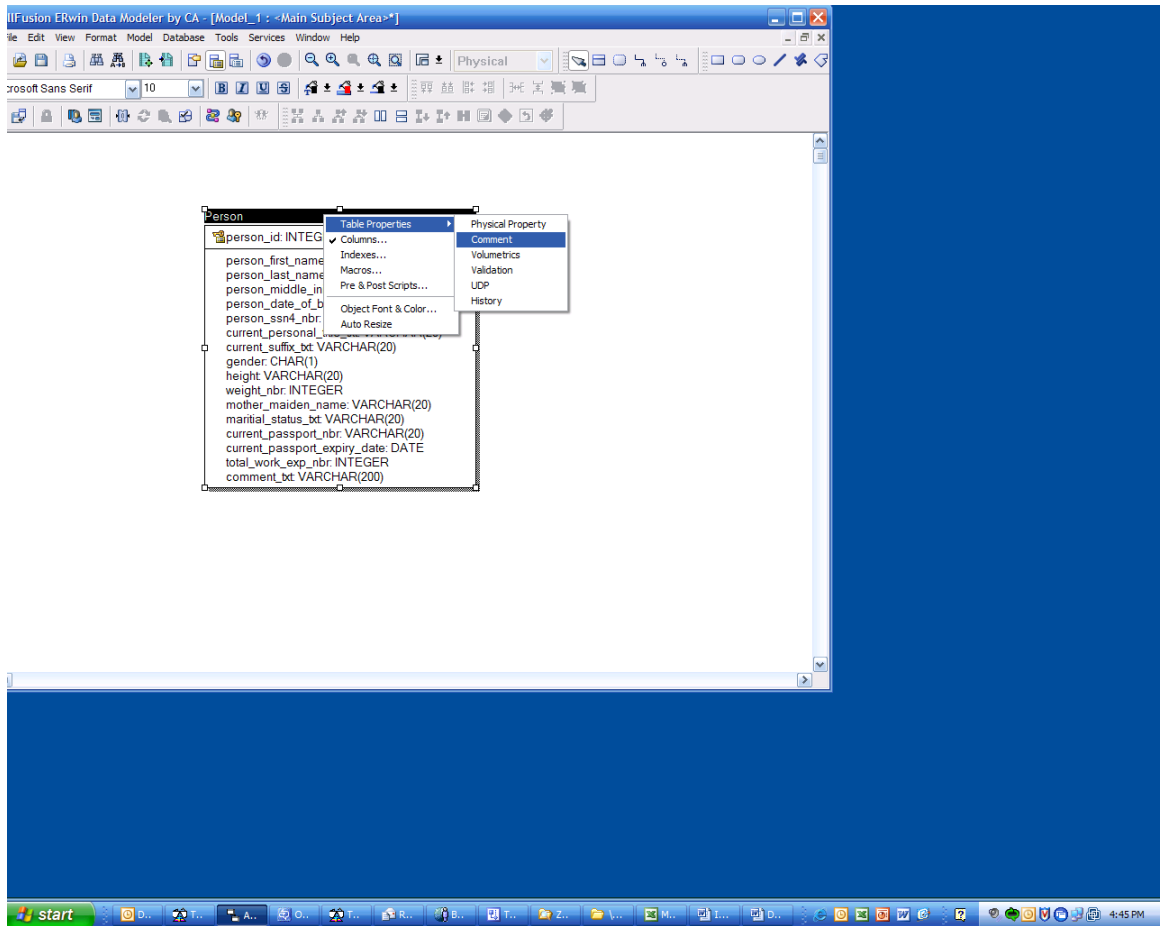 llFusion ERwin Data Modeler by CA - [Model_1 : <Main Subject Area>*]
ile Edit View Format Model Database Tools Services Window Help
Physical
crosoft Sans Serif 10 B I U S
Person
person_id: INTEG
person_first_name
person_last_name
person_middle_in
person_date_of_b
person_ssn4_nbr:
current_personal_
current_suffix_txt: VARCHAR(20)
gender: CHAR(1)
height: VARCHAR(20)
weight_nbr: INTEGER
mother_maiden_name: VARCHAR(20)
maritial_status_txt: VARCHAR(20)
current_passport_nbr: VARCHAR(20)
current_passport_expiry_date: DATE
total_work_exp_nbr: INTEGER
comment_txt: VARCHAR(200)
Table Properties
Columns...
Indexes...
Macros...
Pre & Post Scripts...
Object Font & Color...
Auto Resize
Physical Property
Comment
Volumetrics
Validation
UDP
History
start D.. T.. A.. O.. T.. R.. B.. T.. Z.. \... M.. I... D.. 4:45 PM